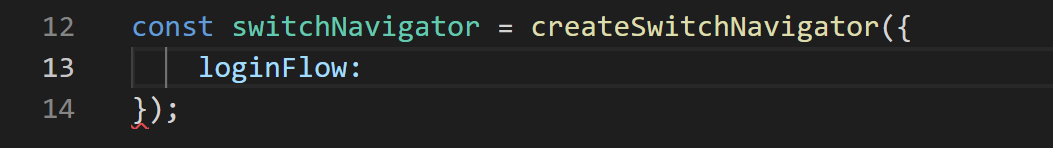 12 const switchNavigator = createSwitchNavigator({
13 loginFlow:
14 });